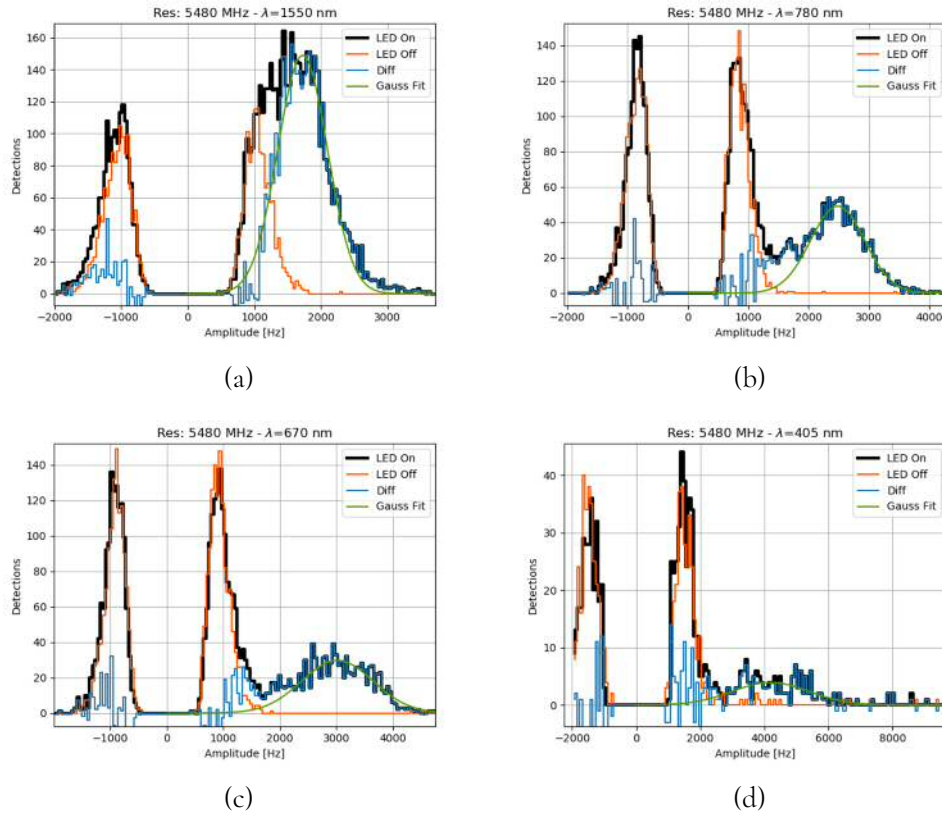 Res: 5480 MHz - λ=1550 nm
LED On
LED Off
Diff
Gauss Fit
160
140
120
100
80
60
40
20
0
Detections
−2000 −1000 0 1000 2000 3000
Amplitude [Hz]
(a)
Res: 5480 MHz - λ=780 nm
LED On
LED Off
Diff
Gauss Fit
140
120
100
80
60
40
20
0
Detections
−2000 −1000 0 1000 2000 3000 4000
Amplitude [Hz]
(b)
Res: 5480 MHz - λ=670 nm
LED On
LED Off
Diff
Gauss Fit
140
120
100
80
60
40
20
0
Detections
−1000 0 1000 2000 3000 4000
Amplitude [Hz]
(c)
Res: 5480 MHz - λ=405 nm
LED On
LED Off
Diff
Gauss Fit
40
30
20
10
0
Detections
−2000 0 2000 4000 6000 8000
Amplitude [Hz]
(d)